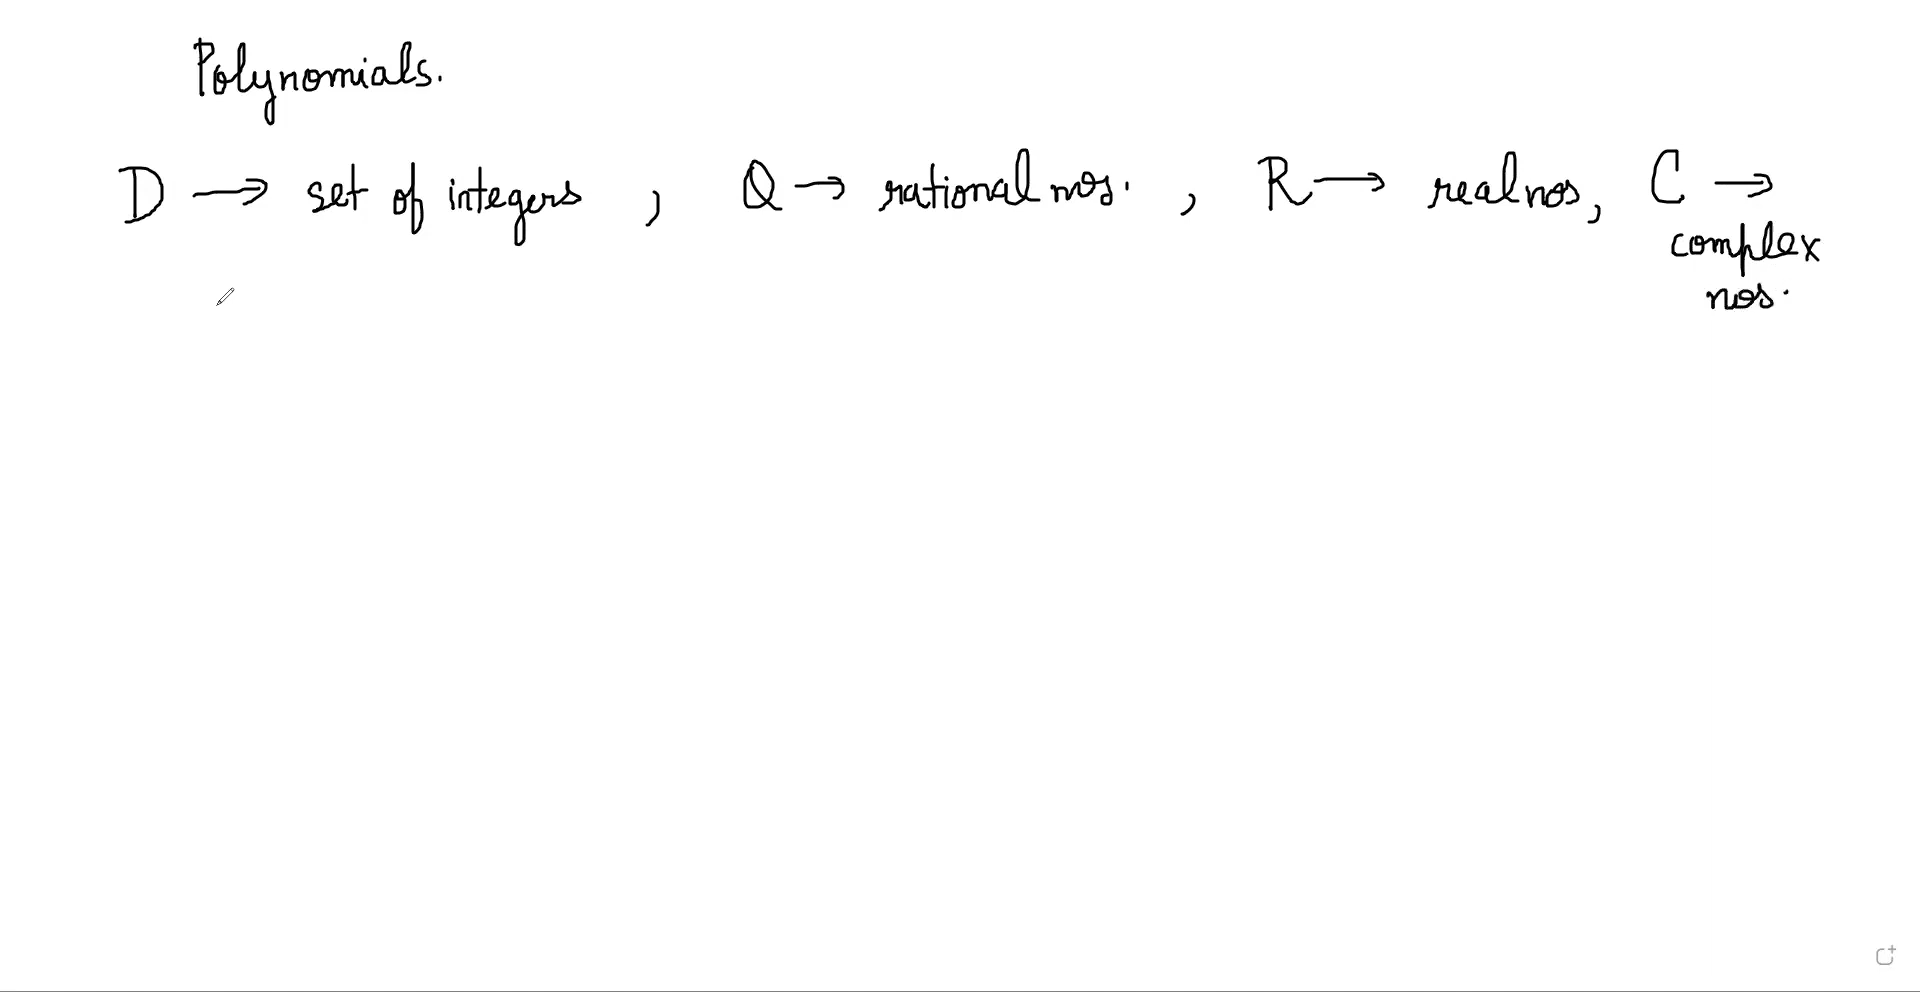 Polynomials.
D → set of integers , Q → rational nos. , R → real nos, C →
complex
nos.